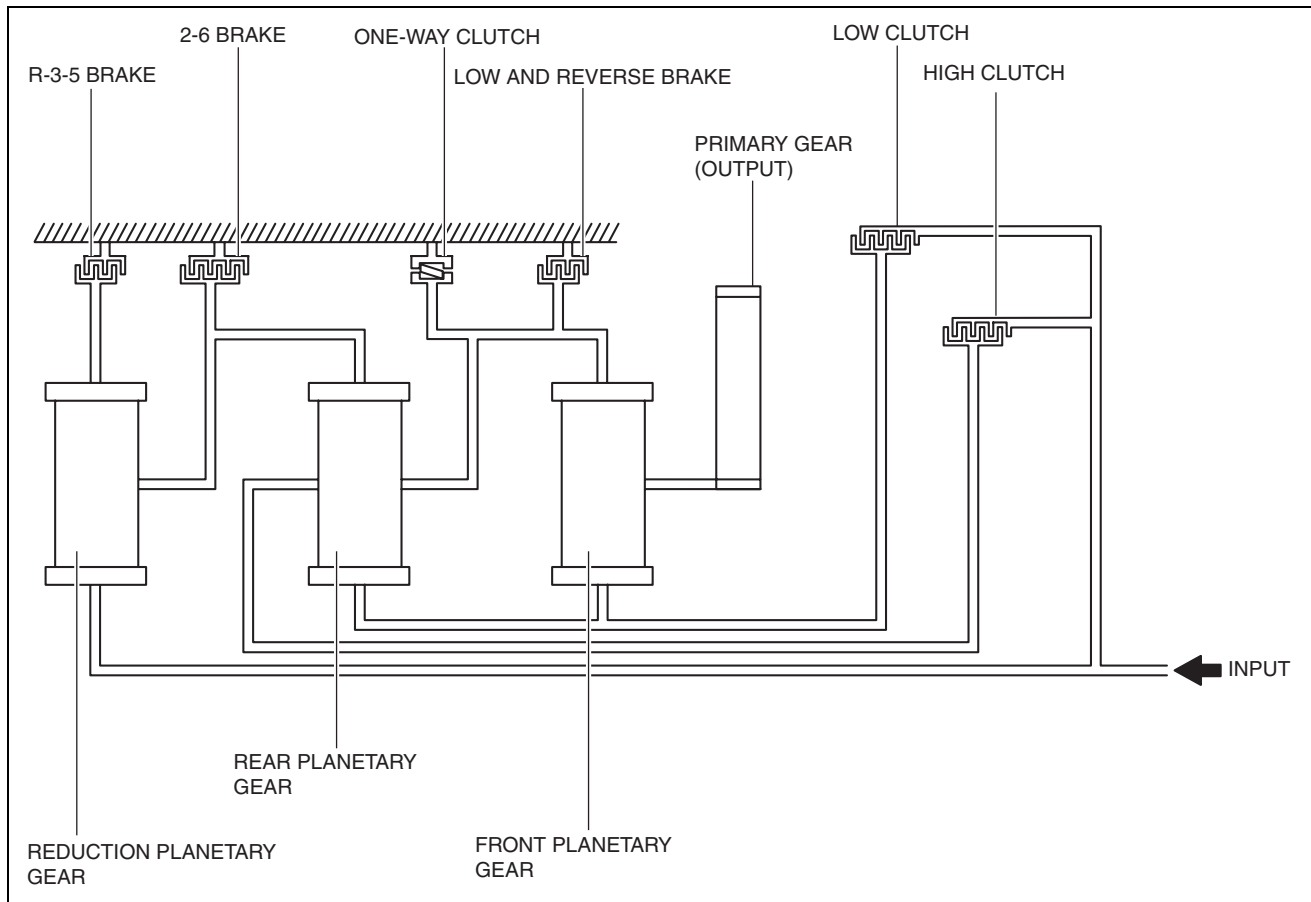 2-6 BRAKE
ONE-WAY CLUTCH
LOW CLUTCH
R-3-5 BRAKE
LOW AND REVERSE BRAKE
HIGH CLUTCH
PRIMARY GEAR
(OUTPUT)
INPUT
REAR PLANETARY
GEAR
REDUCTION PLANETARY
GEAR
FRONT PLANETARY
GEAR